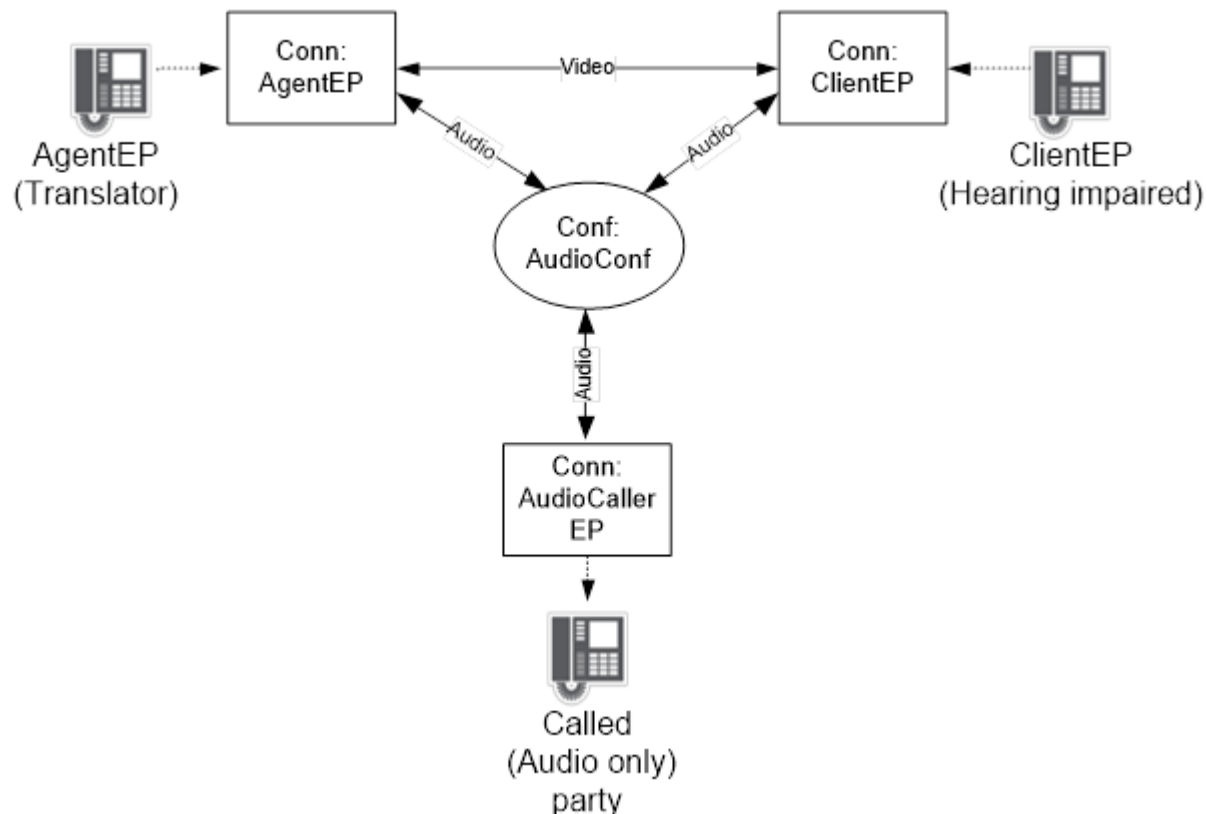 Conn:
AgentEP
Video
Conn:
ClientEP
AgentEP
(Translator)
Audio
Audio
ClientEP
(Hearing impaired)
Conf:
AudioConf
Audio
Conn:
AudioCaller
EP
Called
(Audio only)
party